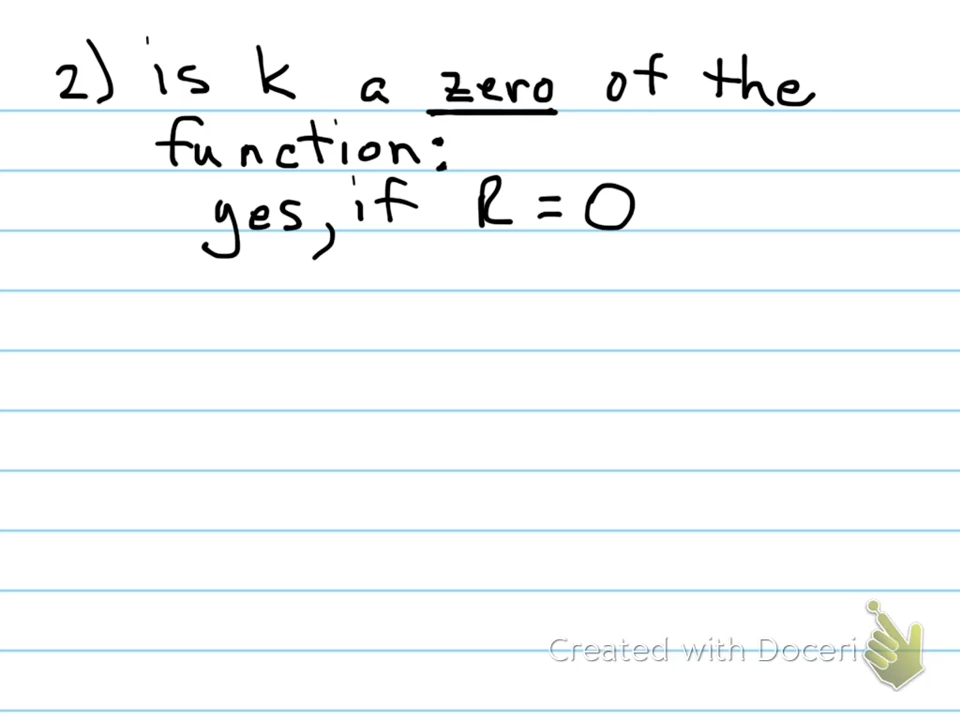 2) is k a zero of the
function:
yes, if R = 0
Created with Doceri